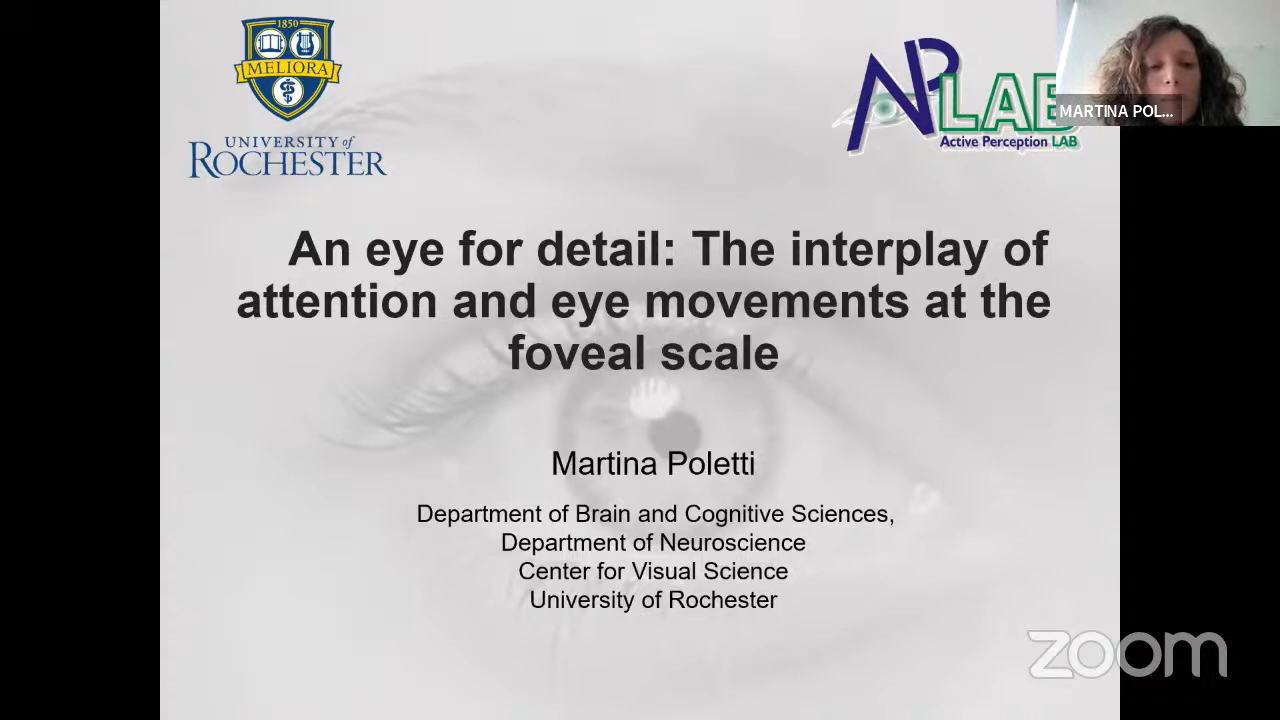 1850
MELIORA
UNIVERSITY of
ROCHESTER
AP LAB
Active Perception LAB
MARTINA POL...
An eye for detail: The interplay of
attention and eye movements at the
foveal scale
Martina Poletti
Department of Brain and Cognitive Sciences,
Department of Neuroscience
Center for Visual Science
University of Rochester
zoom